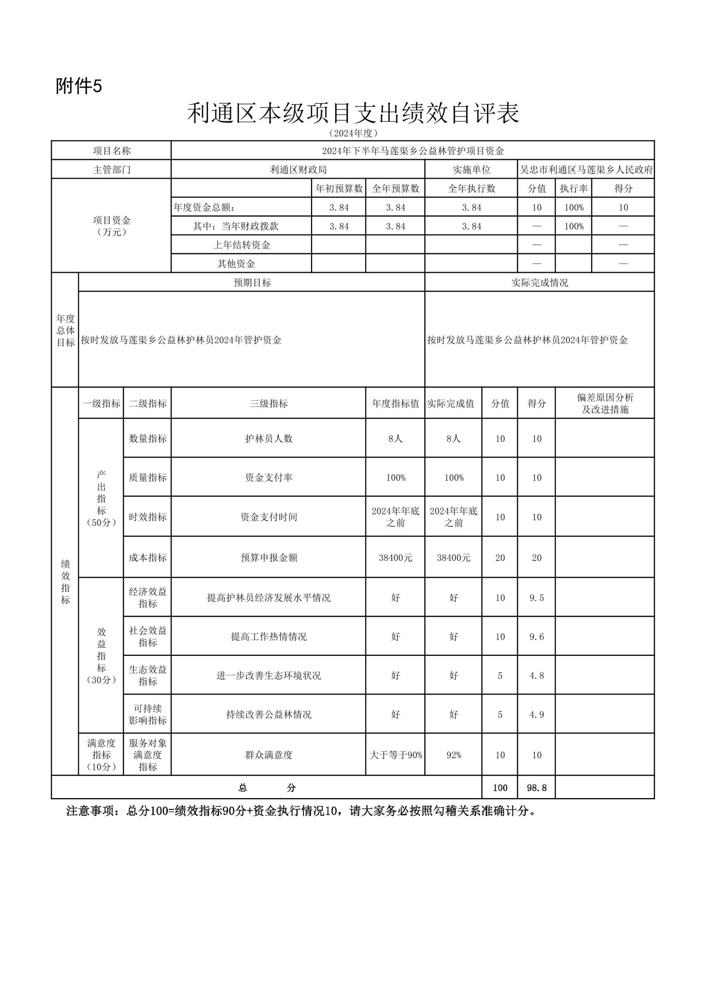 附件5
利通区本级项目支出绩效自评表
（2024年度）
项目名称 2024年下半年马莲渠乡公益林管护项目资金
主管部门 利通区财政局 实施单位 吴忠市利通区马莲渠乡人民政府
项目资金
（万元）
年初预算数 全年预算数 全年执行数 分值 执行率 得分
年度资金总额： 3.84 3.84 3.84 10 100% 10
其中：当年财政拨款 3.84 3.84 3.84 — 100% —
上年结转资金 — —
其他资金 — —
年度
总体
目标
预期目标 实际完成情况
按时发放马莲渠乡公益林护林员2024年管护资金 按时发放马莲渠乡公益林护林员2024年管护资金
绩
效
指
标
一级指标 二级指标 三级指标 年度指标值 实际完成值 分值 得分 偏差原因分析
及改进措施
产
出
指
标
（50分）
数量指标 护林员人数 8人 8人 10 10
质量指标 资金支付率 100% 100% 10 10
时效指标 资金支付时间 2024年年底
之前 2024年年底
之前 10 10
成本指标 预算申报金额 38400元 38400元 20 20
效
益
指
标
（30分）
经济效益
指标 提高护林员经济发展水平情况 好 好 10 9.5
社会效益
指标 提高工作热情情况 好 好 10 9.6
生态效益
指标 进一步改善生态环境状况 好 好 5 4.8
可持续
影响指标 持续改善公益林情况 好 好 5 4.9
满意度
指标
（10分）
服务对象
满意度
指标 群众满意度 大于等于90% 92% 10 10
总 分 100 98.8
注意事项：总分100=绩效指标90分+资金执行情况10，请大家务必按照勾稽关系准确计分。